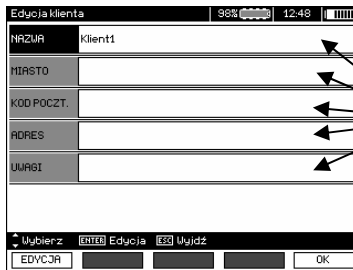 Edycja klienta 98% 12:48
NAZWA Klient1
MIASTO
KOD POCZT.
ADRES
UWAGI
Wybierz ENTER Edycja ESC Wyjdź
EDYCJA OK